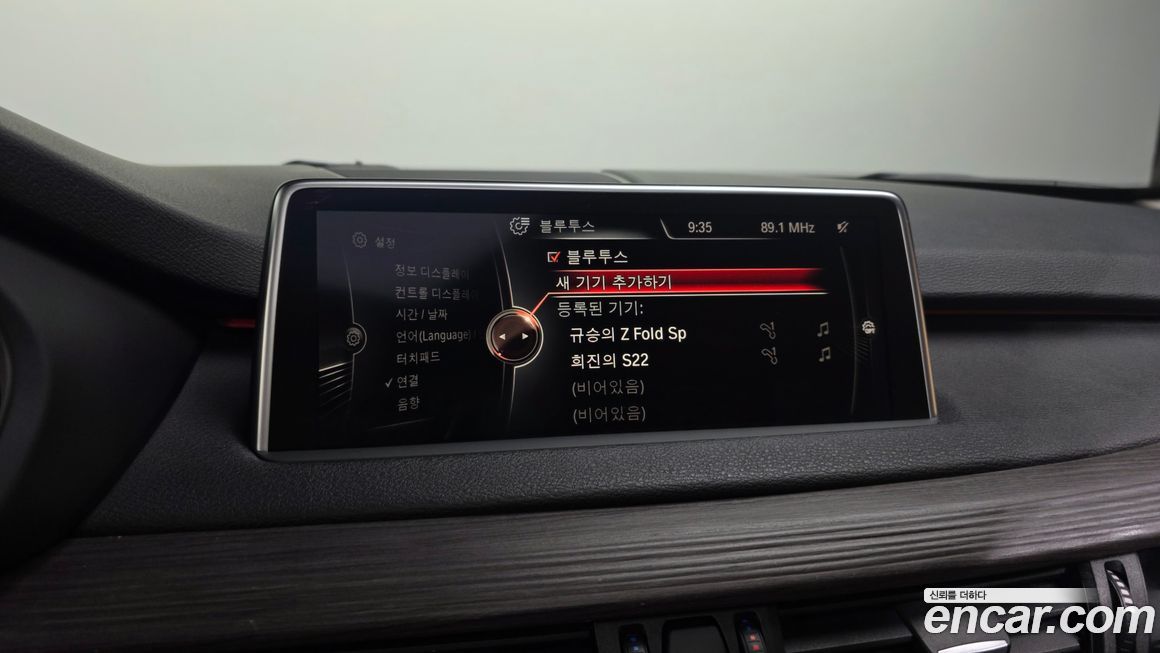 설정
정보 디스플레이
컨트롤 디스플레이
시간 / 날짜
언어(Language) /
터치패드
✓ 연결
음향
블루투스
9:35
89.1 MHz
블루투스
새 기기 추가하기
등록된 기기:
규승의 Z Fold Sp
희진의 S22
(비어있음)
(비어있음)
신뢰를 더하다
encar.com